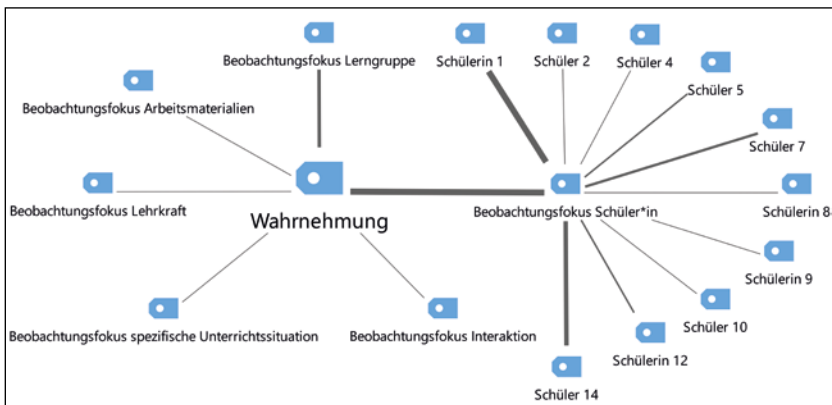 Beobachtungsfokus Lerngruppe
Schülerin 1
Schüler 2
Schüler 4
Schüler 5
Beobachtungsfokus Arbeitsmaterialien
Schüler 7
Beobachtungsfokus Lehrkraft
Wahrnehmung
Beobachtungsfokus Schüler*in
Schülerin 8
Schülerin 9
Schüler 10
Beobachtungsfokus spezifische Unterrichtssituation
Beobachtungsfokus Interaktion
Schülerin 12
Schüler 14